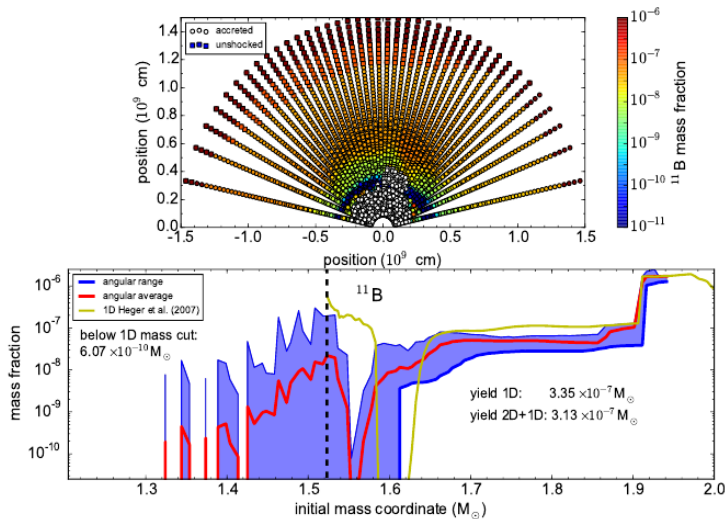 accreted
unshocked
position (10⁹ cm)
1.4
1.2
1.0
0.8
0.6
0.4
0.2
0.0
-1.5 -1.0 -0.5 0.0 0.5 1.0 1.5
position (10⁹ cm)
10⁻⁶
10⁻⁷
10⁻⁸
10⁻⁹
10⁻¹⁰
10⁻¹¹
¹¹B mass fraction
angular range
angular average
1D Heger et al. (2007)
below 1D mass cut:
6.07 ×10⁻¹⁰ M☉
¹¹B
yield 1D: 3.35 ×10⁻⁷ M☉
yield 2D+1D: 3.13 ×10⁻⁷ M☉
mass fraction
10⁻⁶
10⁻⁷
10⁻⁸
10⁻⁹
10⁻¹⁰
1.3 1.4 1.5 1.6 1.7 1.8 1.9 2.0
initial mass coordinate (M☉)